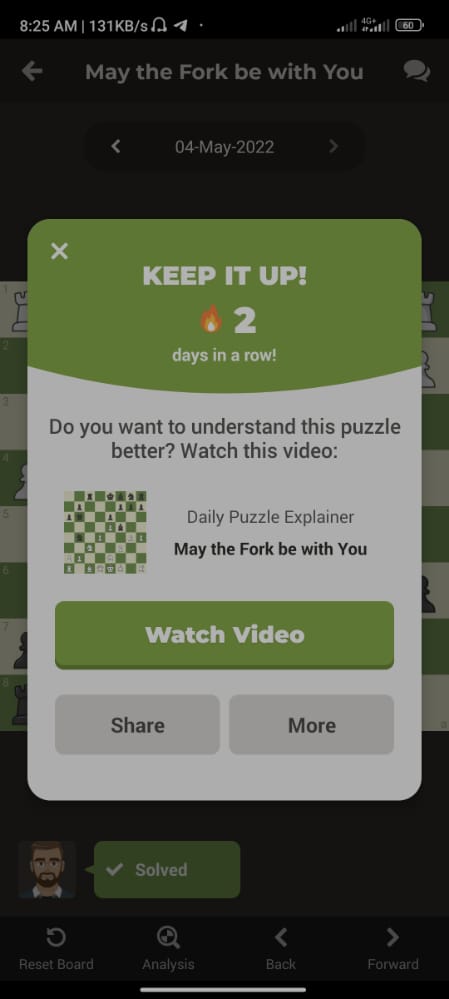 8:25 AM | 131KB/s
4G+
60
May the Fork be with You
04-May-2022
KEEP IT UP!
2
days in a row!
1
2
3
4
5
6
7
8
a
Do you want to understand this puzzle
better? Watch this video:
Daily Puzzle Explainer
May the Fork be with You
Watch Video
Share
More
Solved
Reset Board
Analysis
Back
Forward